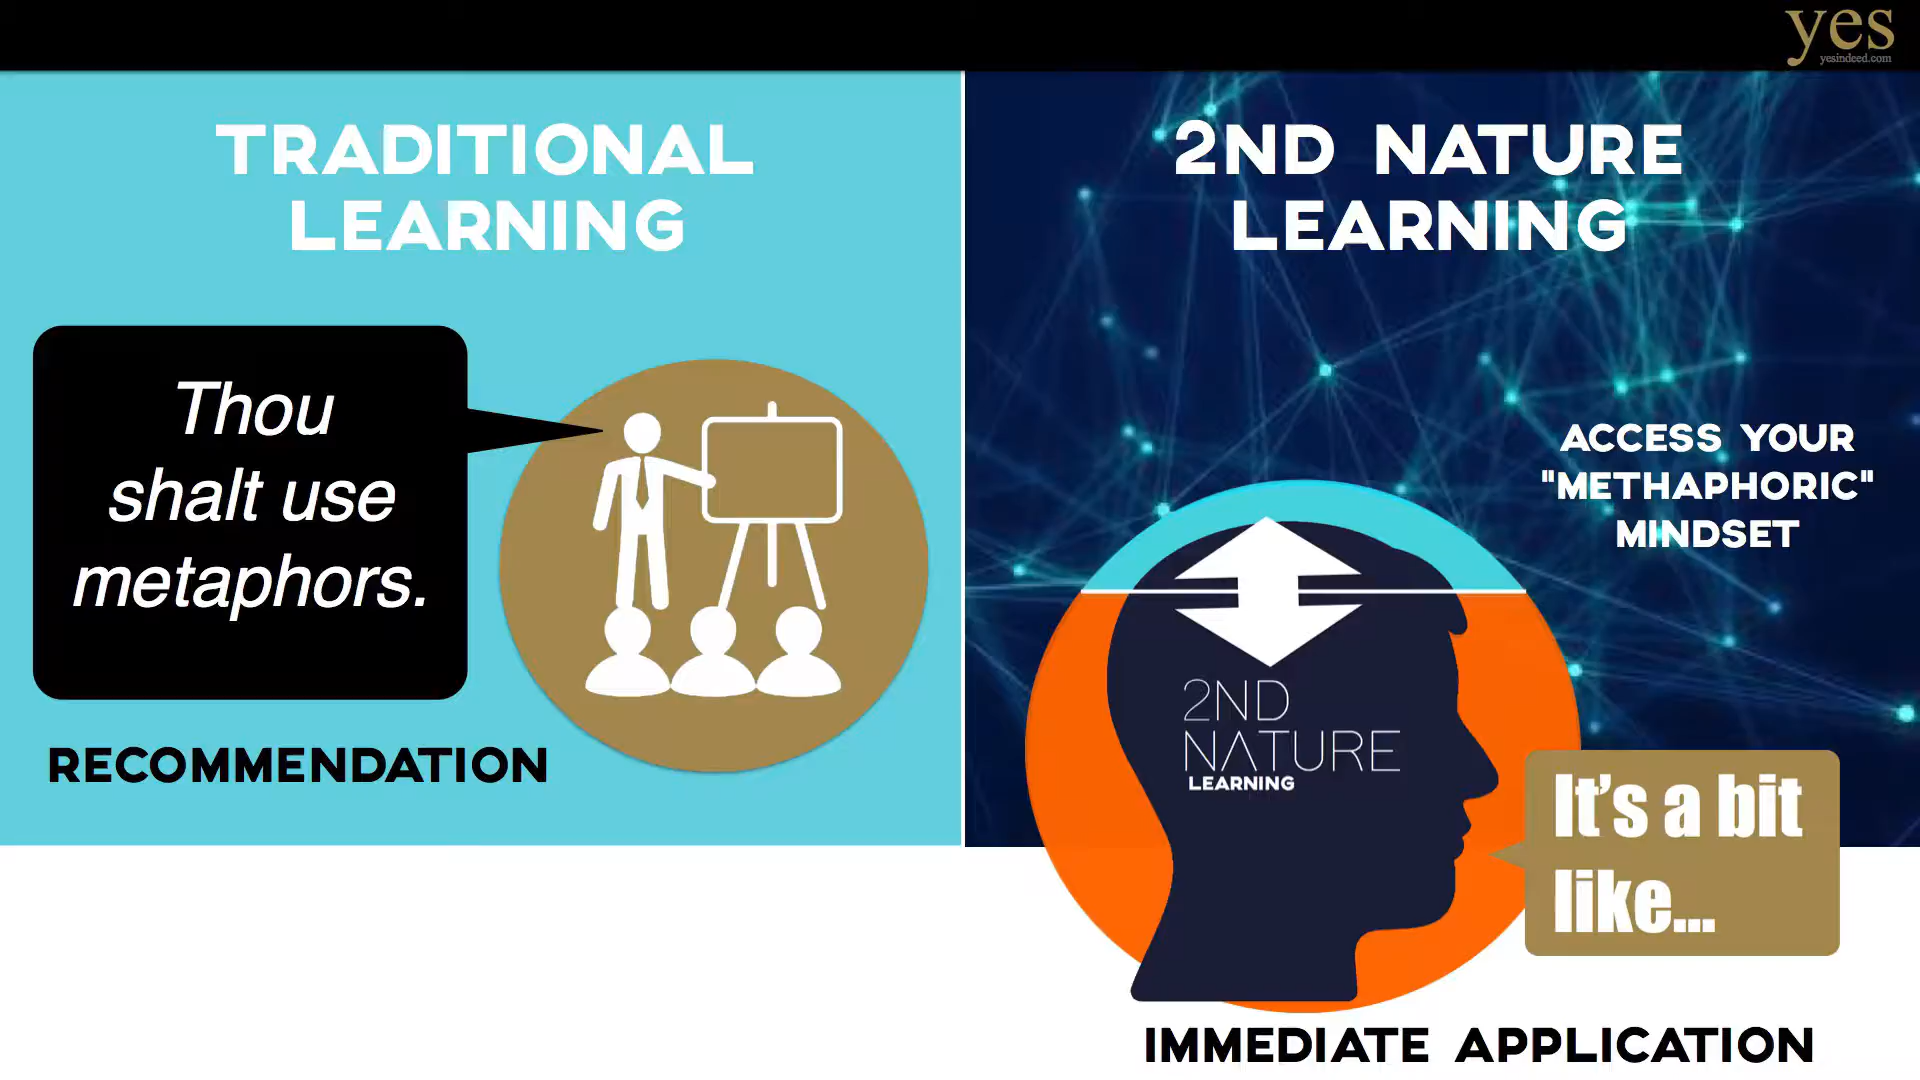 yes
yesindeed.com
TRADITIONAL
LEARNING
Thou
shalt use
metaphors.
RECOMMENDATION
2ND NATURE
LEARNING
ACCESS YOUR
"METHAPHORIC"
MINDSET
2ND
NATURE
LEARNING
It's a bit
like...
IMMEDIATE APPLICATION